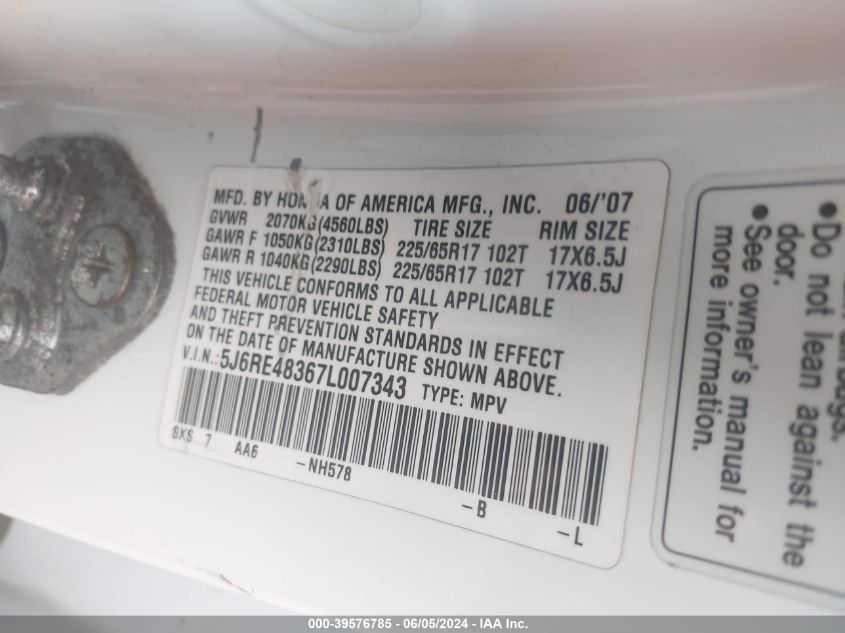 MFD. BY HONDA OF AMERICA MFG., INC. 06/'07
GVWR 2070KG(4560LBS) TIRE SIZE RIM SIZE
GAWR F 1050KG(2310LBS) 225/65R17 102T 17X6.5J
GAWR R 1040KG(2290LBS) 225/65R17 102T 17X6.5J
THIS VEHICLE CONFORMS TO ALL APPLICABLE
FEDERAL MOTOR VEHICLE SAFETY
AND THEFT PREVENTION STANDARDS IN EFFECT
ON THE DATE OF MANUFACTURE SHOWN ABOVE.
V.I.N.:5J6RE48367L007343 TYPE: MPV
SXS 7 AA6 -NH578 -B -L
airbags.
• Do not lean against the
door.
• See owner's manual for
more information.
000-39576785 - 06/05/2024 - IAA Inc.